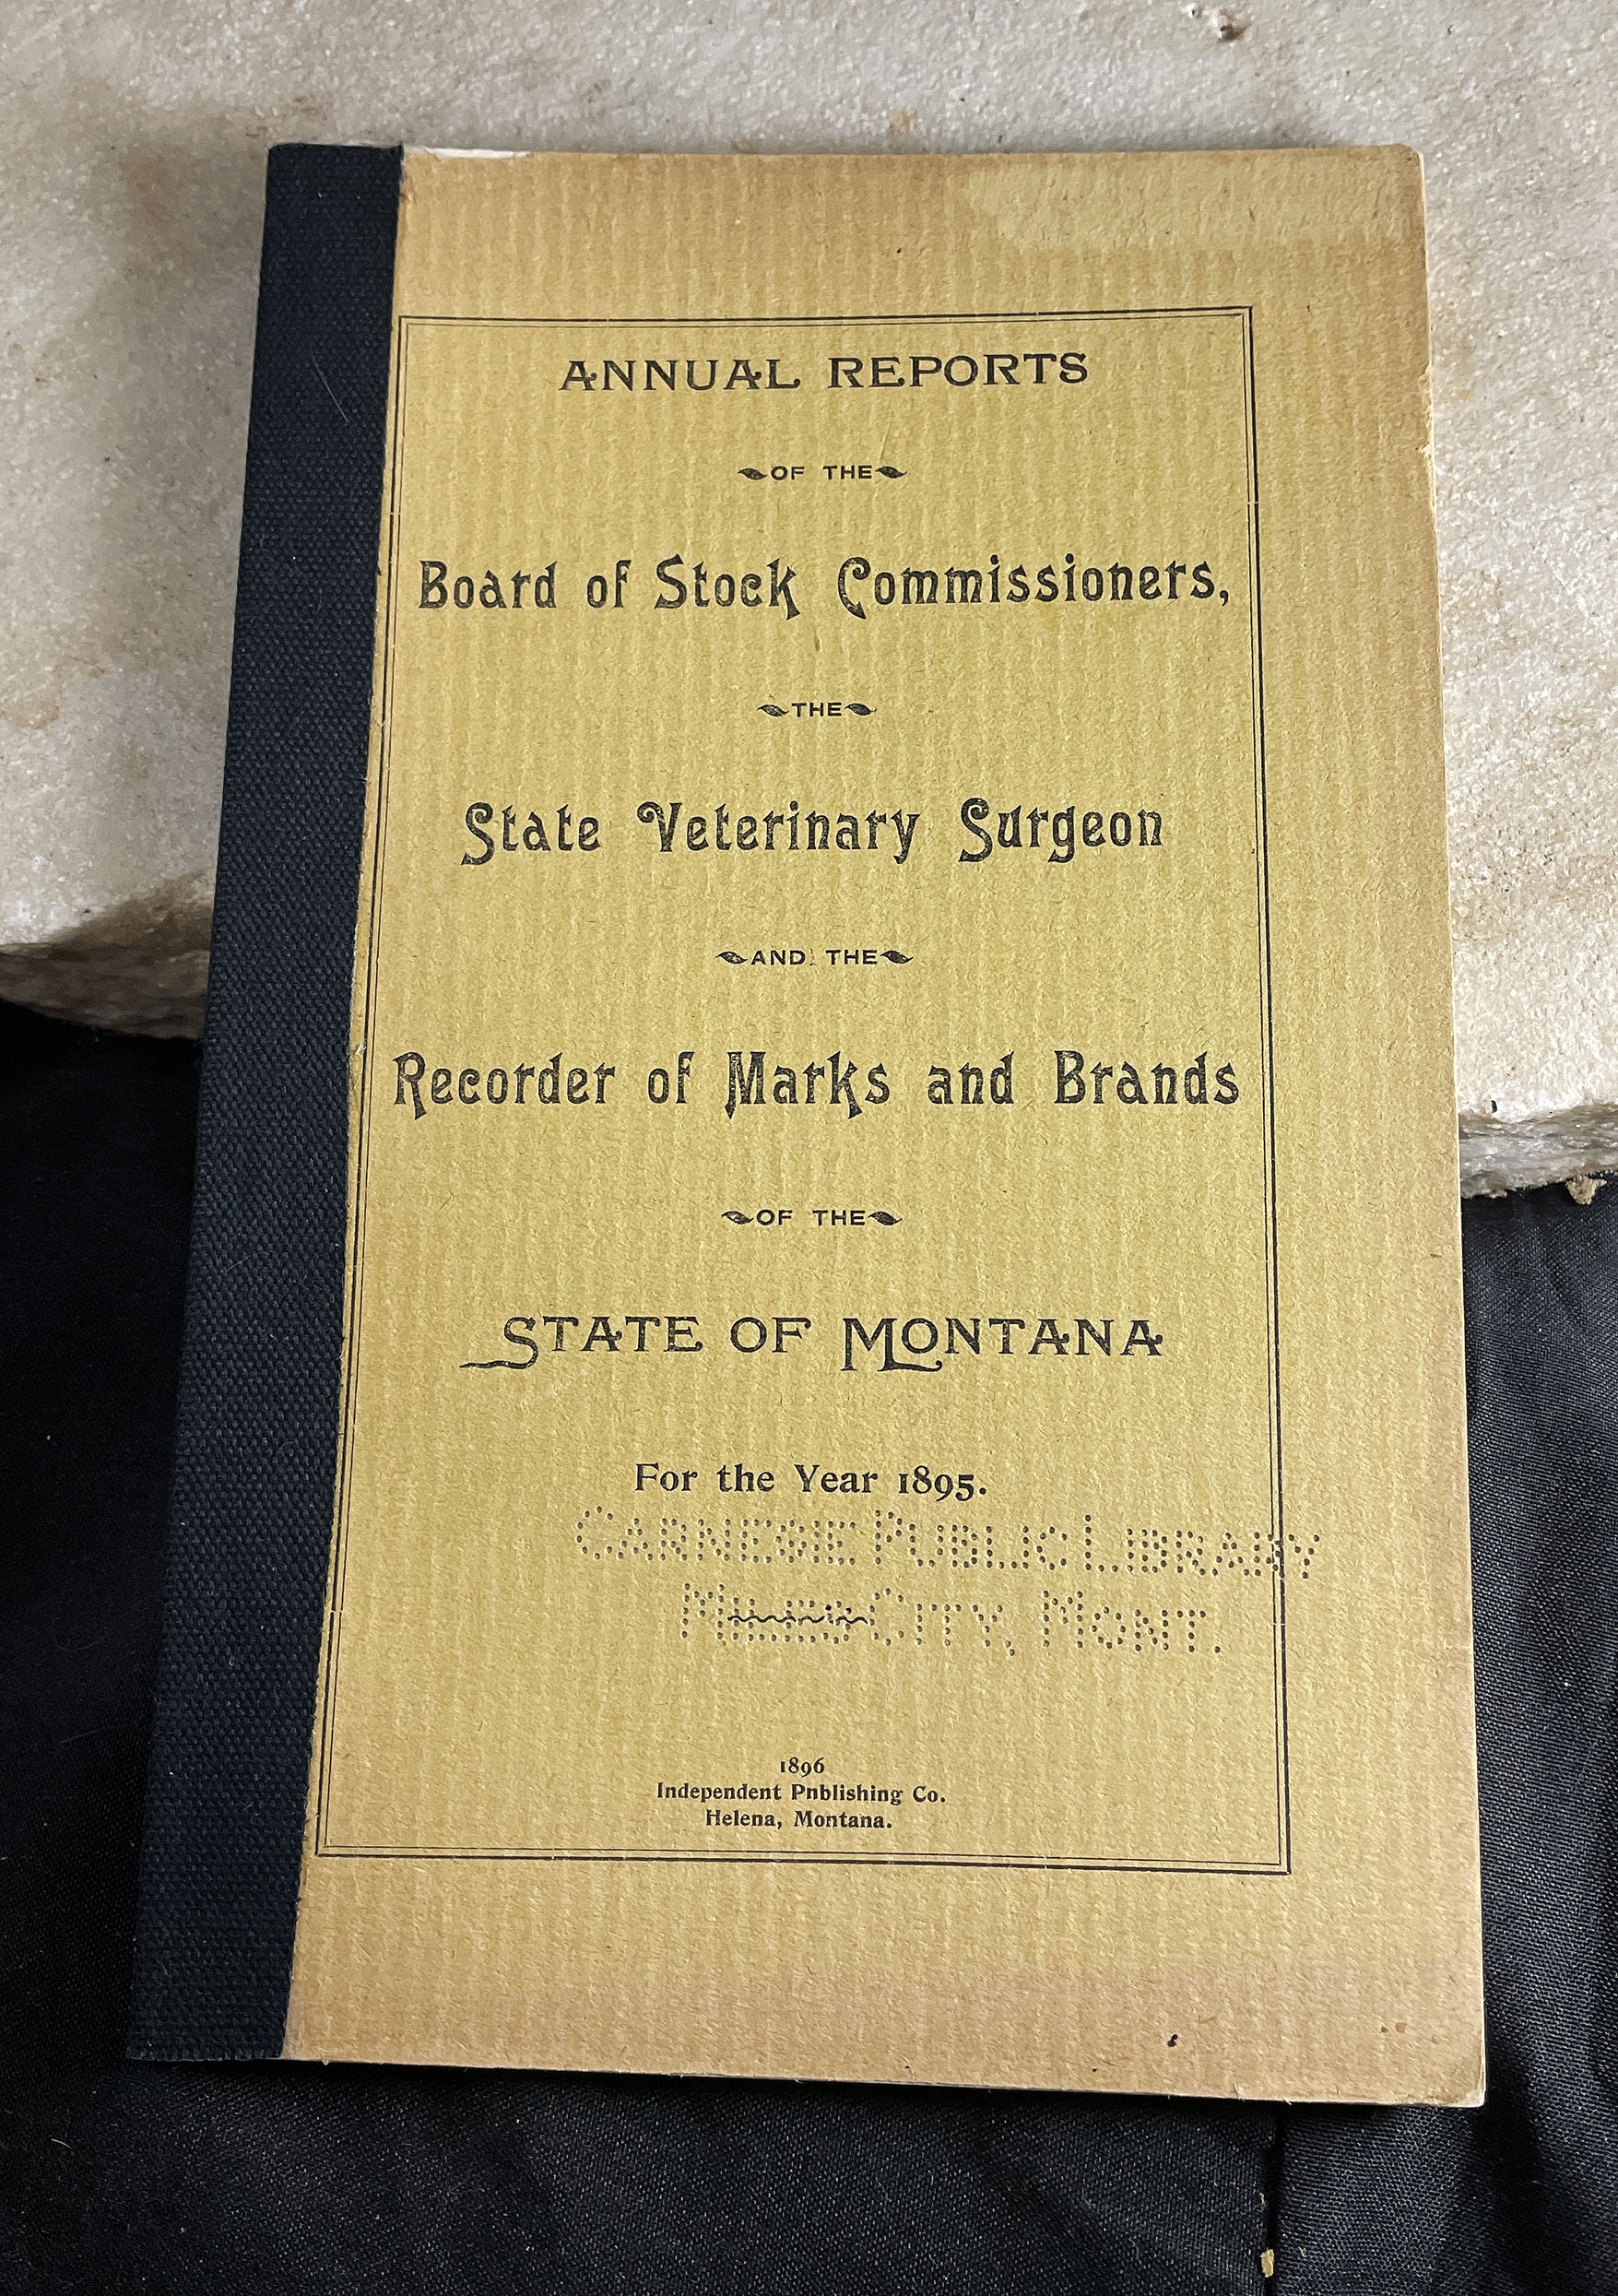 ANNUAL REPORTS
OF THE
Board of Stock Commissioners,
THE
State Veterinary Surgeon
AND THE
Recorder of Marks and Brands
OF THE
STATE OF MONTANA
For the Year 1895.
CARNEGIE PUBLIC LIBRARY
MILES CITY, MONT.
1896
Independent Pnblishing Co.
Helena, Montana.